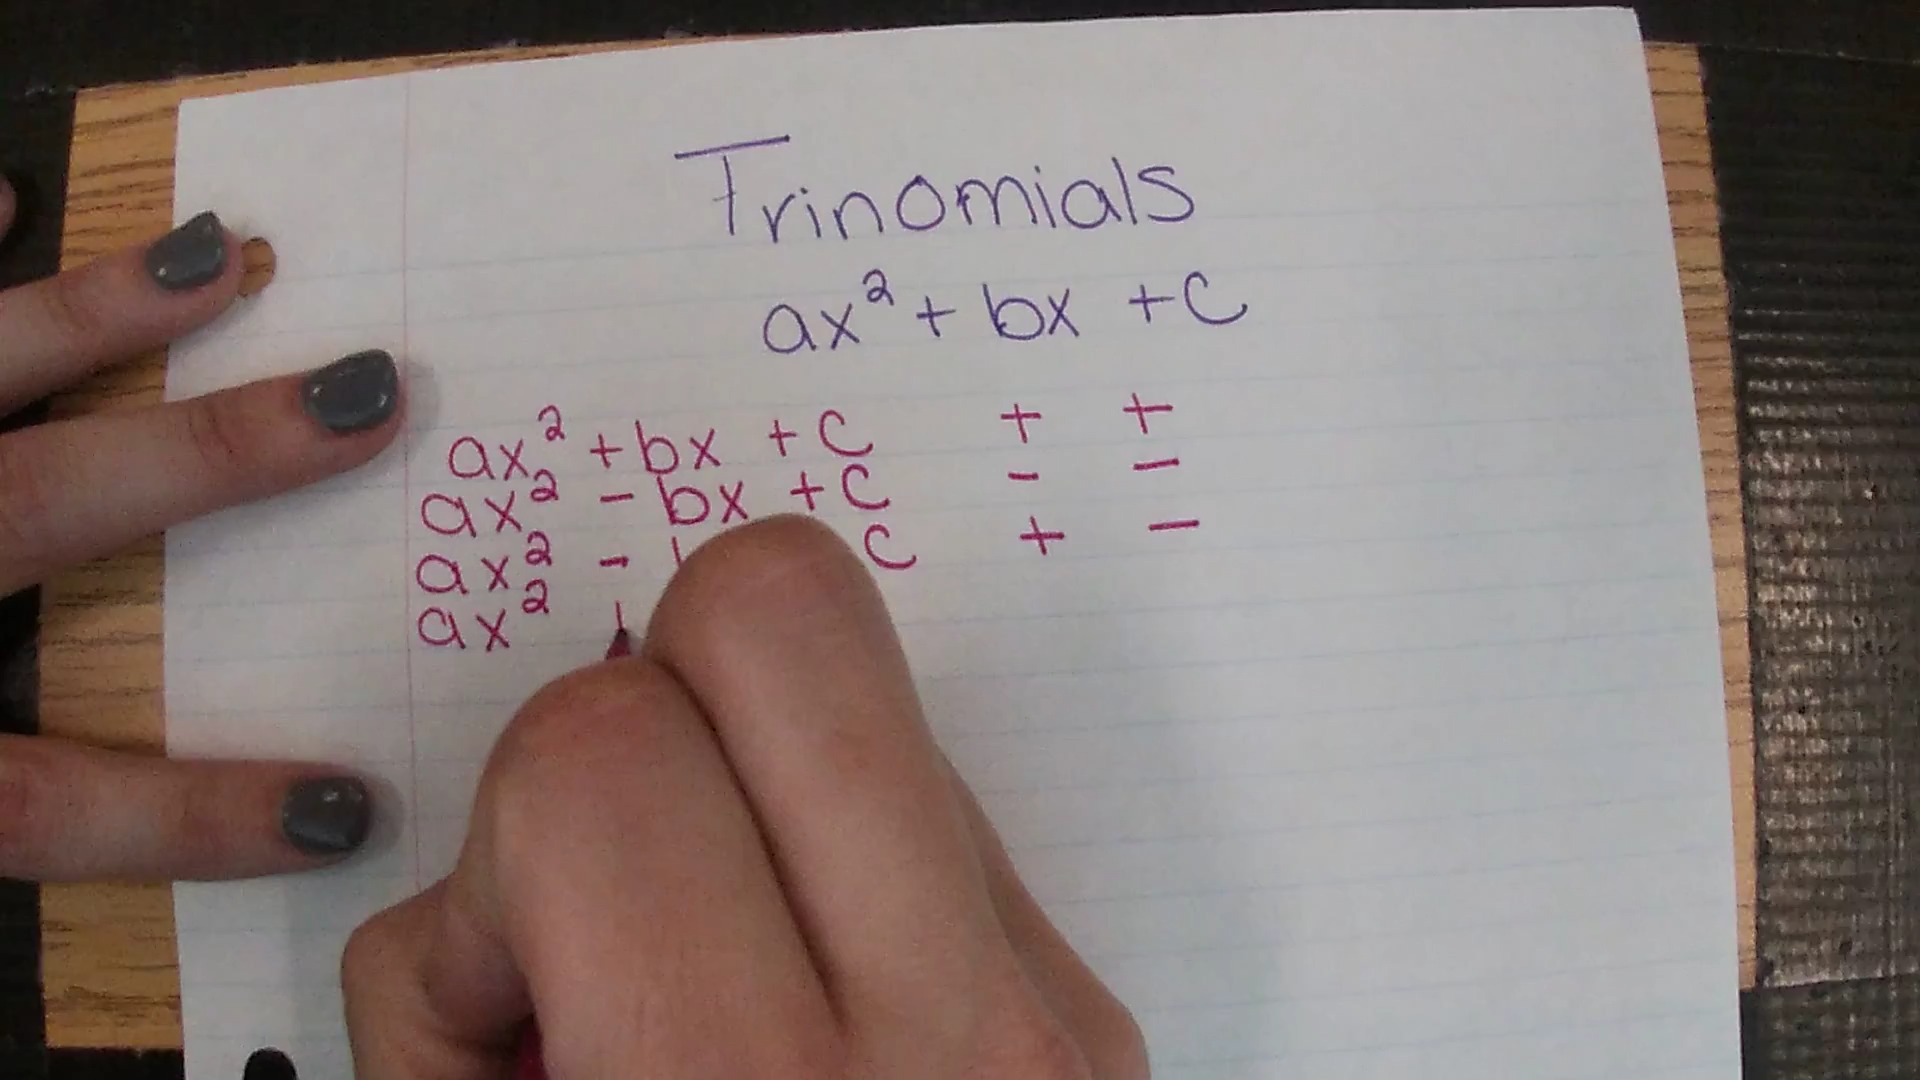 Trinomials
ax² + bx + c
ax² + bx + c + +
ax² - bx + c - -
ax² - c + -
ax²